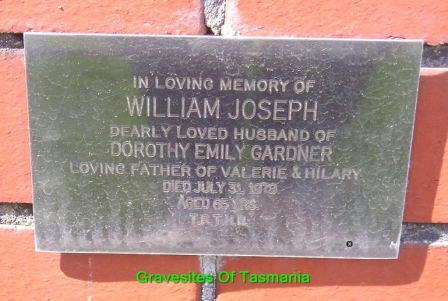 IN LOVING MEMORY OF
WILLIAM JOSEPH
DEARLY LOVED HUSBAND OF
DOROTHY EMILY GARDNER
LOVING FATHER OF VALERIE & HILARY
DIED JULY 31, 1979
AGED 65 YRS.
T.R.T.H.B.
Gravesites Of Tasmania